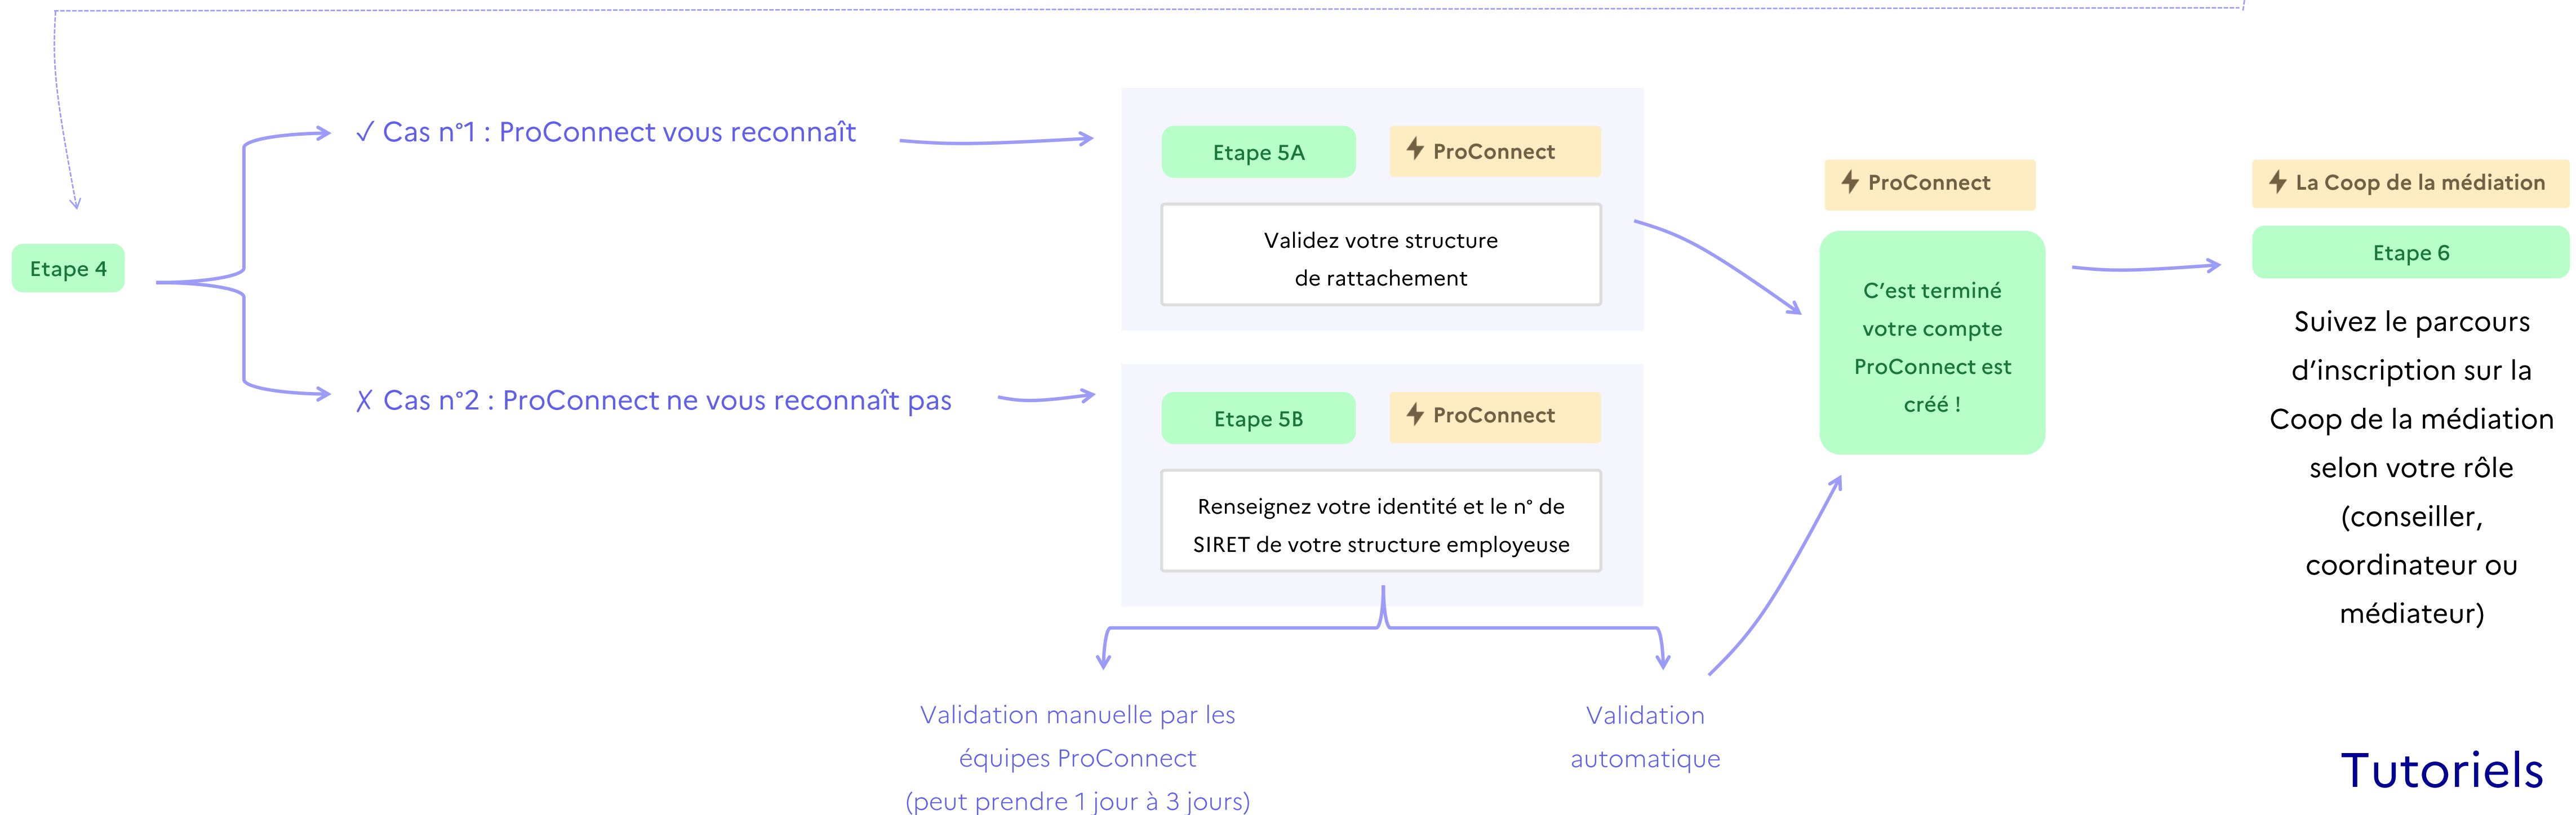 Etape 4
✓ Cas n°1 : ProConnect vous reconnaît
✗ Cas n°2 : ProConnect ne vous reconnaît pas
Etape 5A
ProConnect
Validez votre structure
de rattachement
Etape 5B
ProConnect
Renseignez votre identité et le n° de
SIRET de votre structure employeuse
Validation manuelle par les
équipes ProConnect
(peut prendre 1 jour à 3 jours)
Validation
automatique
ProConnect
C’est terminé
votre compte
ProConnect est
créé !
La Coop de la médiation
Etape 6
Suivez le parcours
d’inscription sur la
Coop de la médiation
selon votre rôle
(conseiller,
coordinateur ou
médiateur)
Tutoriels